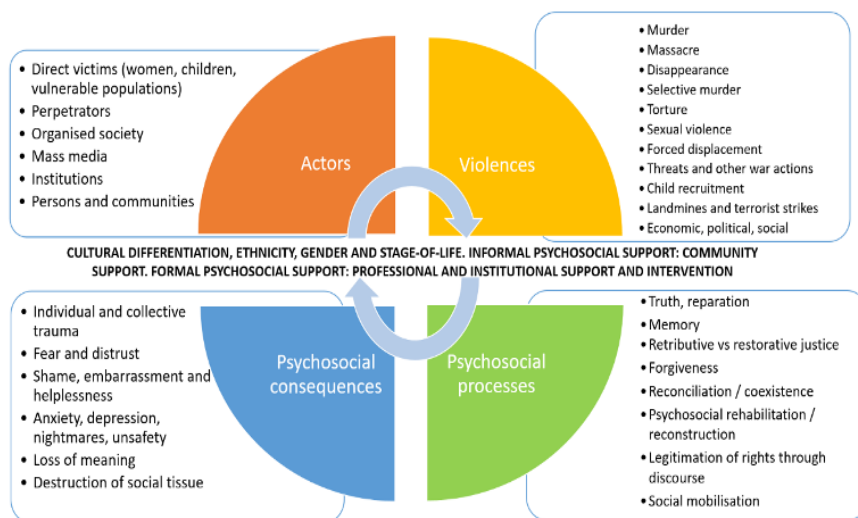 • Direct victims (women, children,
vulnerable populations)
• Perpetrators
• Organised society
• Mass media
• Institutions
• Persons and communities
Actors
Violences
• Murder
• Massacre
• Disappearance
• Selective murder
• Torture
• Sexual violence
• Forced displacement
• Threats and other war actions
• Child recruitment
• Landmines and terrorist strikes
• Economic, political, social
CULTURAL DIFFERENTIATION, ETHNICITY, GENDER AND STAGE-OF-LIFE. INFORMAL PSYCHOSOCIAL SUPPORT: COMMUNITY
SUPPORT. FORMAL PSYCHOSOCIAL SUPPORT: PROFESSIONAL AND INSTITUTIONAL SUPPORT AND INTERVENTION
• Individual and collective
trauma
• Fear and distrust
• Shame, embarrassment and
helplessness
• Anxiety, depression,
nightmares, unsafety
• Loss of meaning
• Destruction of social tissue
Psychosocial
consequences
Psychosocial
processes
• Truth, reparation
• Memory
• Retributive vs restorative justice
• Forgiveness
• Reconciliation / coexistence
• Psychosocial rehabilitation /
reconstruction
• Legitimation of rights through
discourse
• Social mobilisation